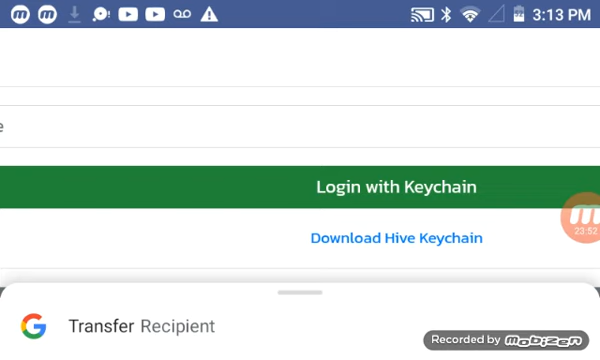 3:13 PM
e
Login with Keychain
23:52
Download Hive Keychain
Transfer Recipient
Recorded by mobizen